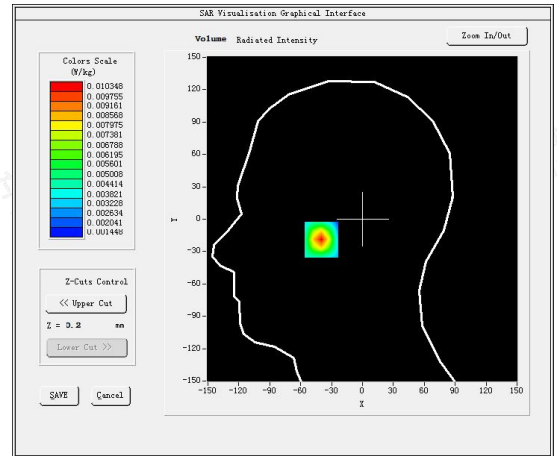 SAR Visualisation Graphical Interface
Volume Radiated Intensity
Zoom In/Out
Colors Scale
(W/kg)
0.010348
0.009755
0.009161
0.008568
0.007975
0.007381
0.006788
0.006195
0.005601
0.005008
0.004414
0.003821
0.003228
0.002634
0.002041
0.001448
Z-Cuts Control
<< Upper Cut
Z = 0.2 mm
Lower Cut >>
SAVE Cancel
150
120
90
60
30
0
-30
-60
-90
-120
-150
Y
-150 -120 -90 -60 -30 0 30 60 90 120 150
X